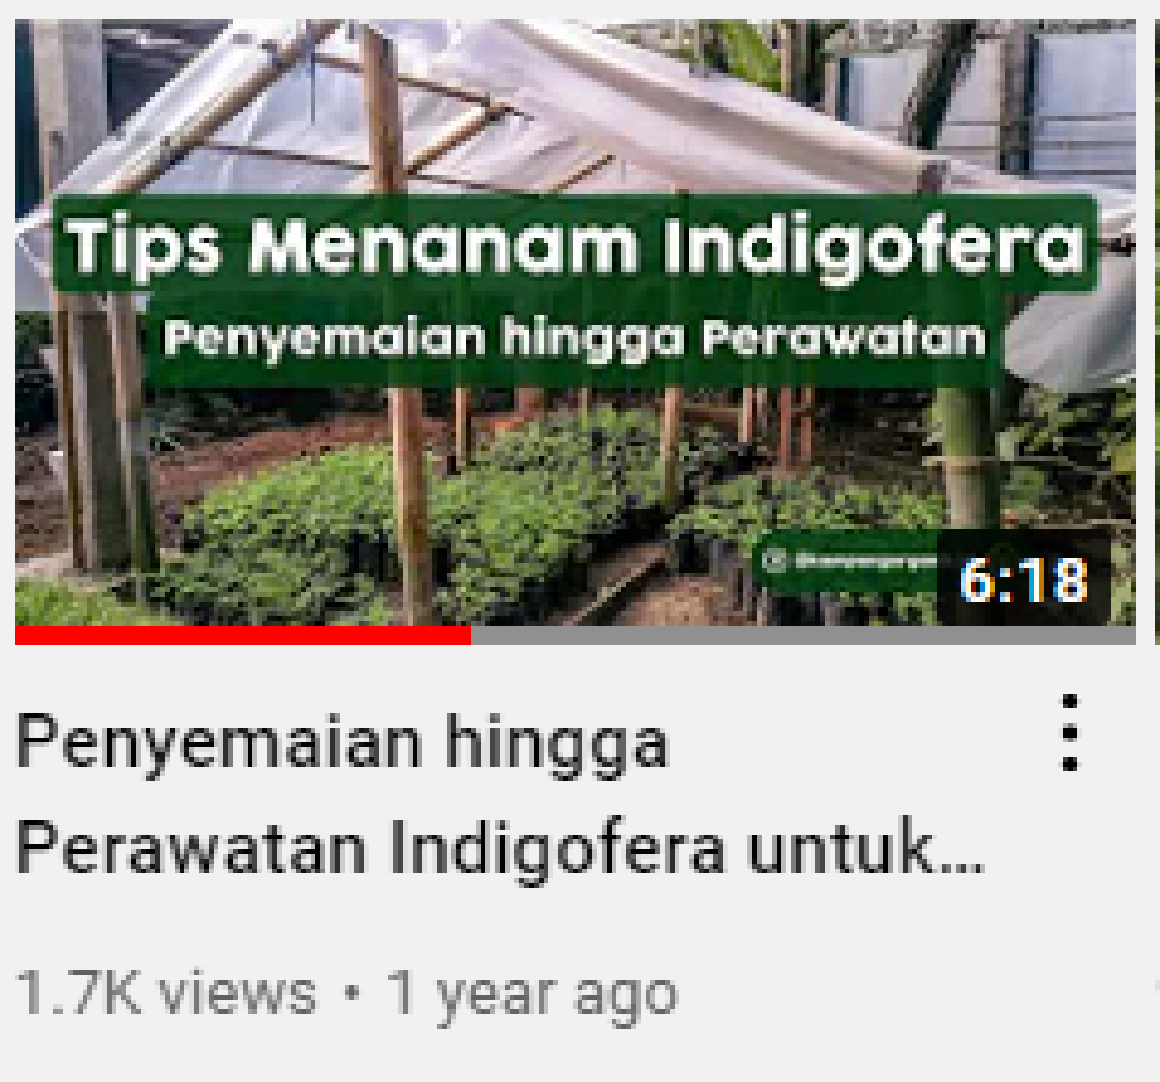 Tips Menanam Indigofera
Penyemaian hingga Perawatan
6:18
Penyemaian hingga
Perawatan Indigofera untuk...
1.7K views • 1 year ago